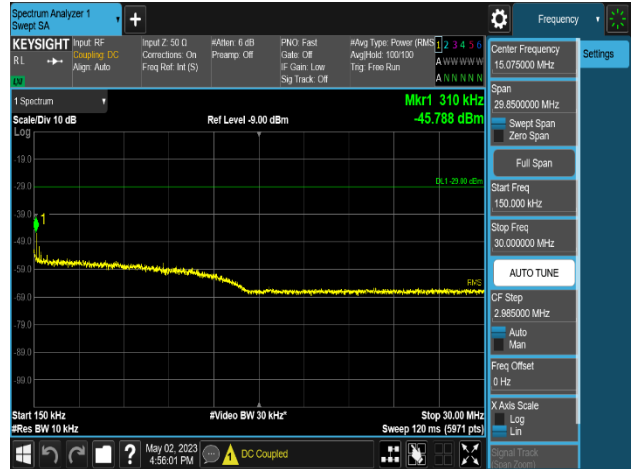 Spectrum Analyzer 1
Swept SA
+
Frequency
KEYSIGHT
RL
Input: RF
Coupling: DC
Align: Auto
Input Z: 50 Ω
Corrections: On
Freq Ref: Int (S)
#Atten: 6 dB
Preamp: Off
PNO: Fast
Gate: Off
IF Gain: Low
Sig Track: Off
#Avg Type: Power (RMS)
Avg|Hold: 100/100
Trig: Free Run
1 2 3 4 5 6
A W W W W W
A N N N N N
1 Spectrum
Mkr1 310 kHz
-45.788 dBm
Scale/Div 10 dB
Ref Level -9.00 dBm
Log
-19.0
-29.0
DL1 -29.00 dBm
-39.0
1
-49.0
-59.0
RMS
-69.0
-79.0
-89.0
-99.0
Start 150 kHz
#Video BW 30 kHz*
Stop 30.00 MHz
#Res BW 10 kHz
Sweep 120 ms (5971 pts)
May 02, 2023
4:56:01 PM
DC Coupled
Settings
Center Frequency
15.075000 MHz
Span
29.8500000 MHz
Swept Span
Zero Span
Full Span
Start Freq
150.000 kHz
Stop Freq
30.000000 MHz
AUTO TUNE
CF Step
2.985000 MHz
Auto
Man
Freq Offset
0 Hz
X Axis Scale
Log
Lin
Signal Track
(Span Zoom)